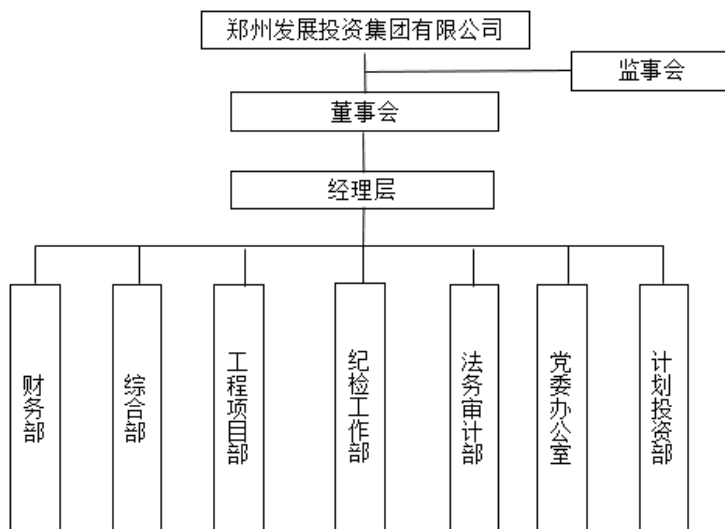 郑州发展投资集团有限公司
监事会
董事会
经理层
财务部
综合部
工程项目部
纪检工作部
法务审计部
党委办公室
计划投资部